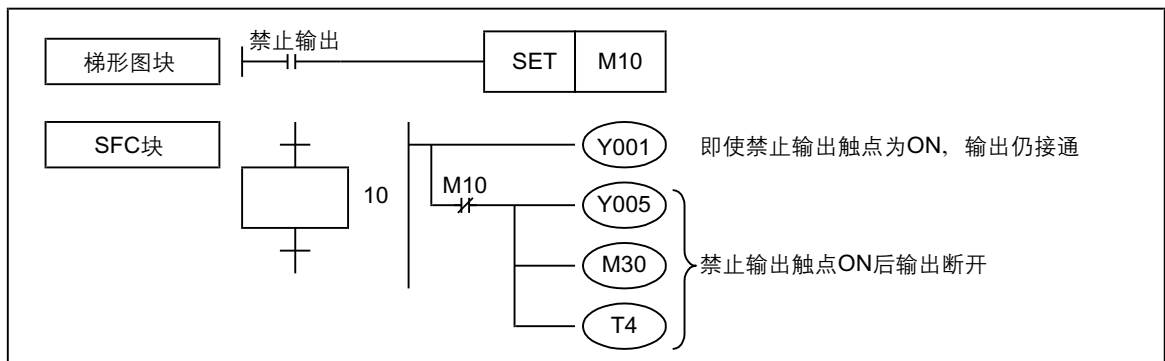 禁止输出
梯形图块
SET M10
SFC块
Y001 即使禁止输出触点为ON，输出仍接通
M10
10
Y005
M30 禁止输出触点ON后输出断开
T4